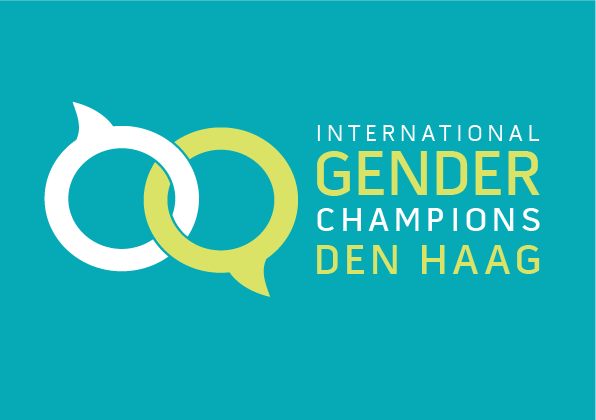 INTERNATIONAL
GENDER
CHAMPIONS
DEN HAAG